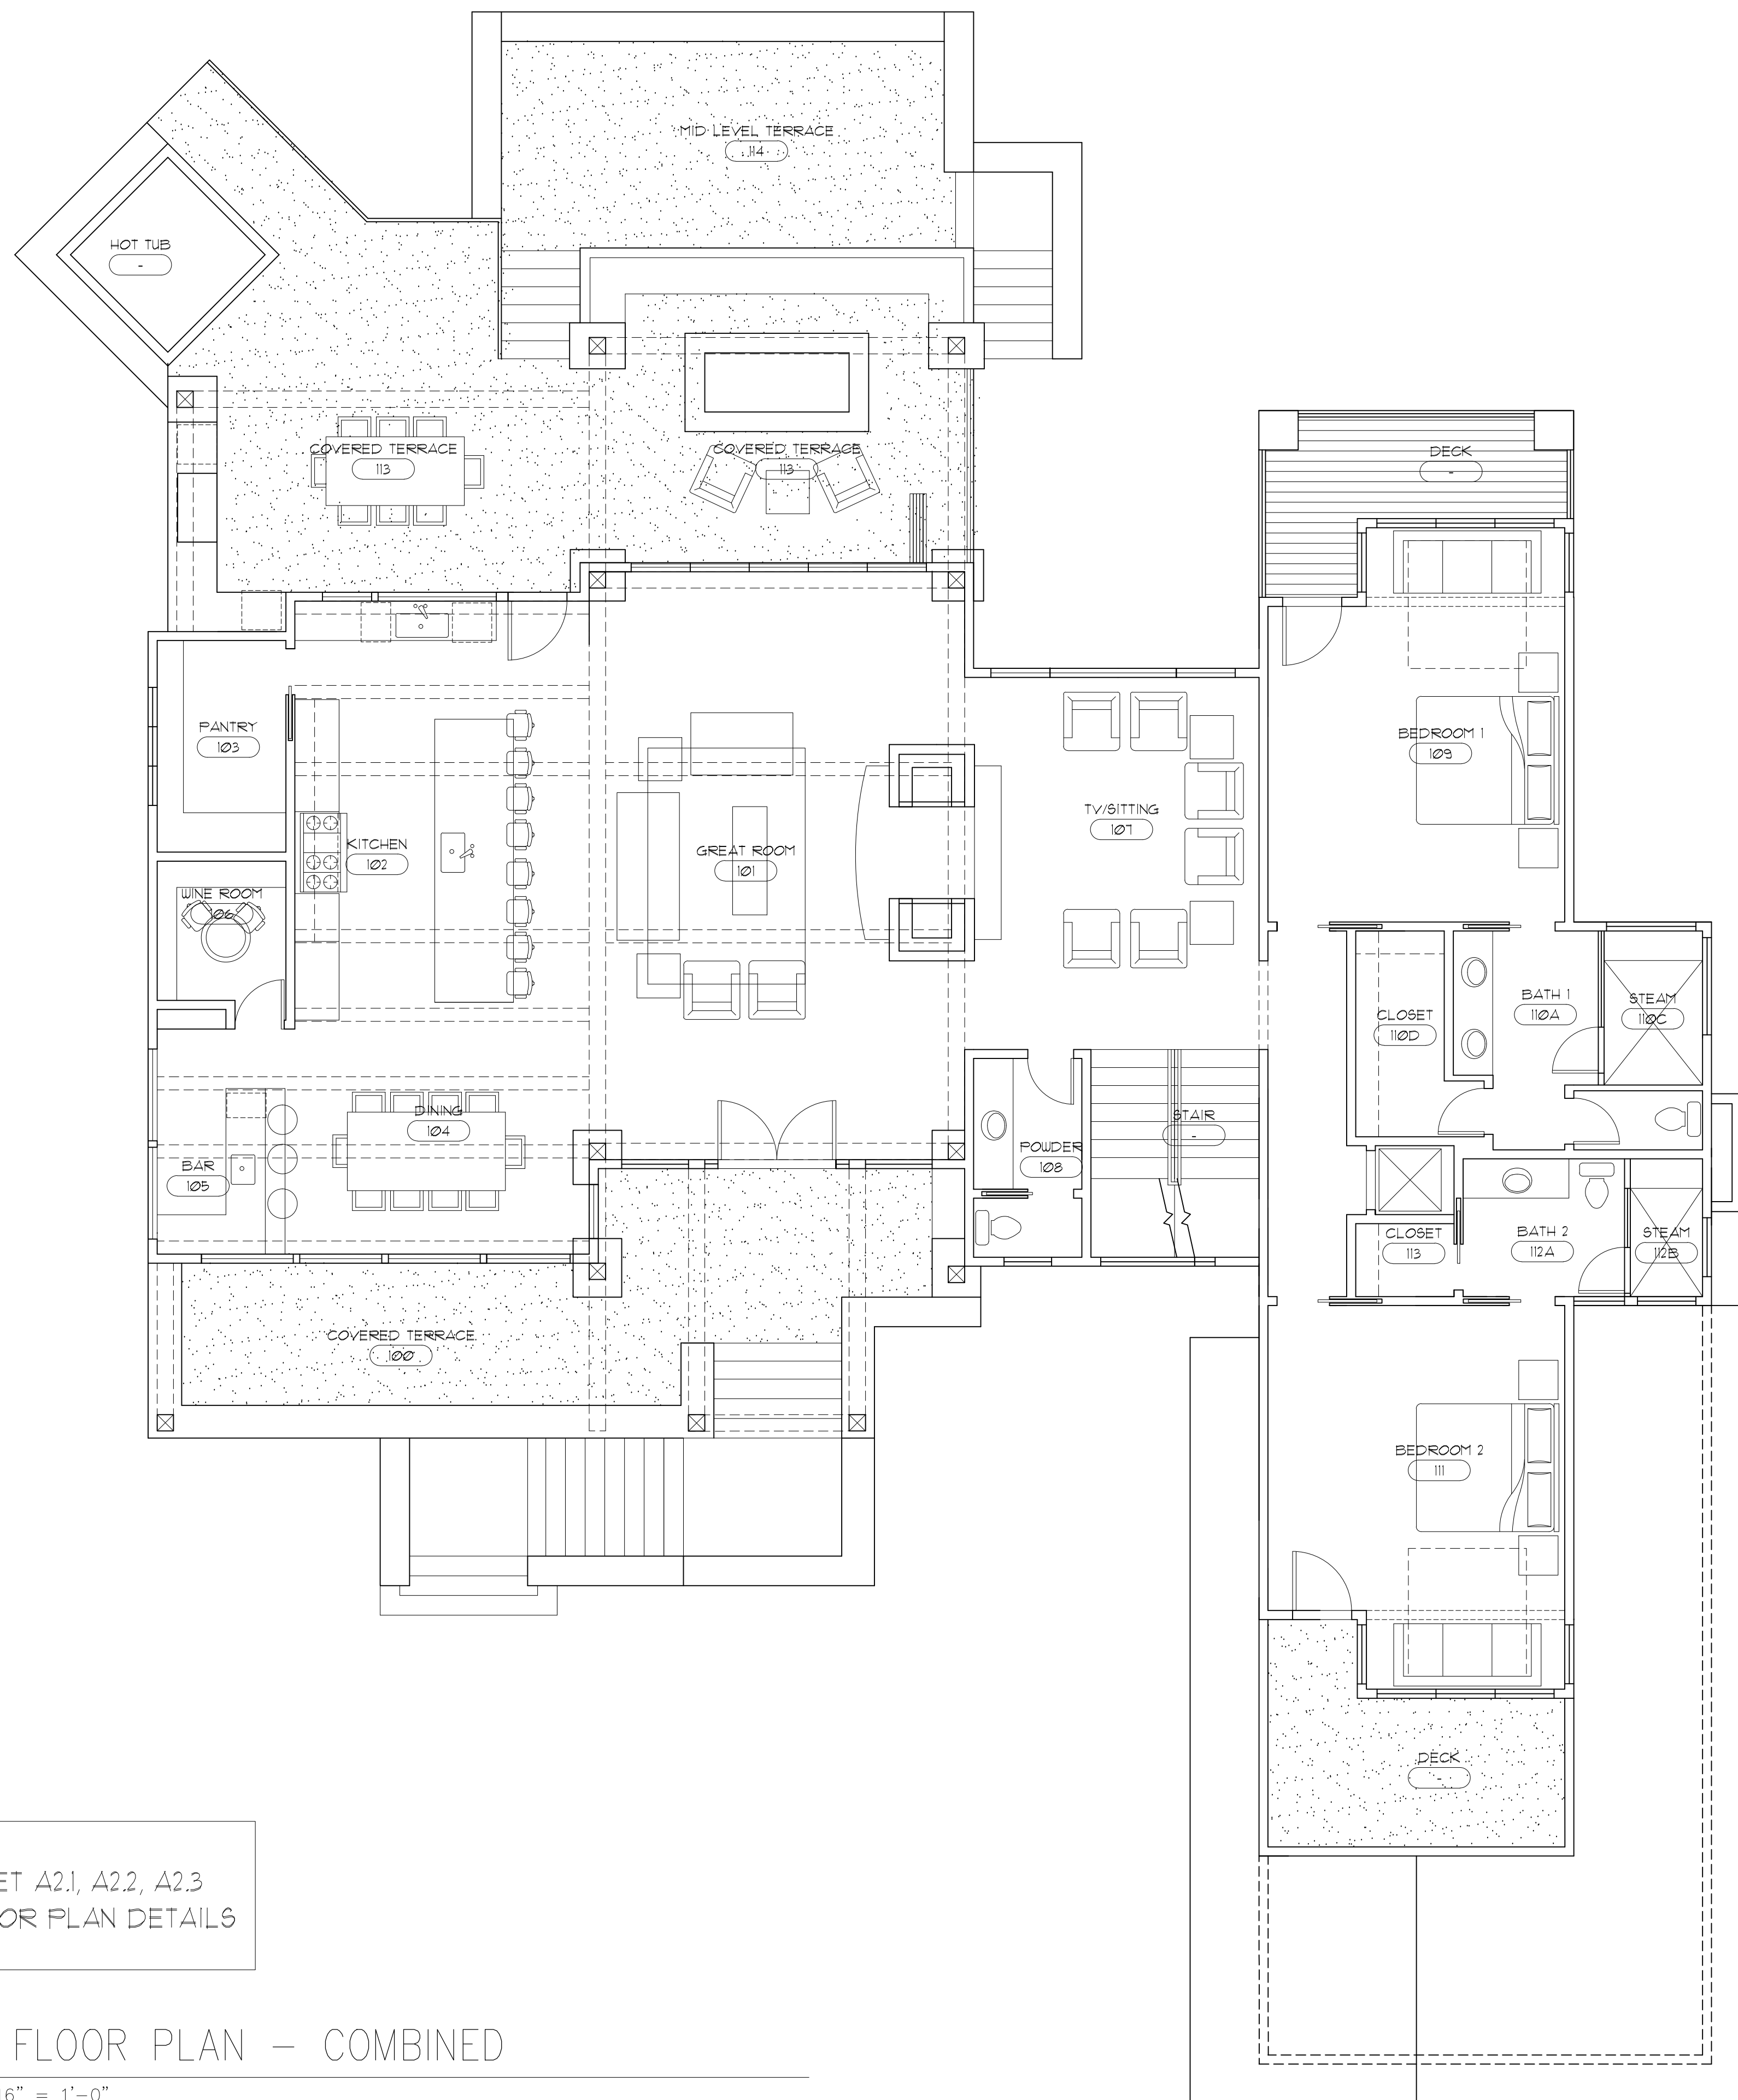 MID LEVEL TERRACE
114
HOT TUB
-
COVERED TERRACE
113
COVERED TERRACE
113
DECK
-
PANTRY
103
BEDROOM 1
109
KITCHEN
102
GREAT ROOM
101
TV/SITTING
107
WINE ROOM
106
BATH 1
110A
STEAM
110C
CLOSET
110D
DINING
104
STAIR
-
POWDER
108
BAR
105
CLOSET
113
BATH 2
112A
STEAM
112B
COVERED TERRACE
100
BEDROOM 2
111
DECK
-
A2.1, A2.2, A2.3
PLAN DETAILS
FLOOR PLAN – COMBINED
= 1'-0"